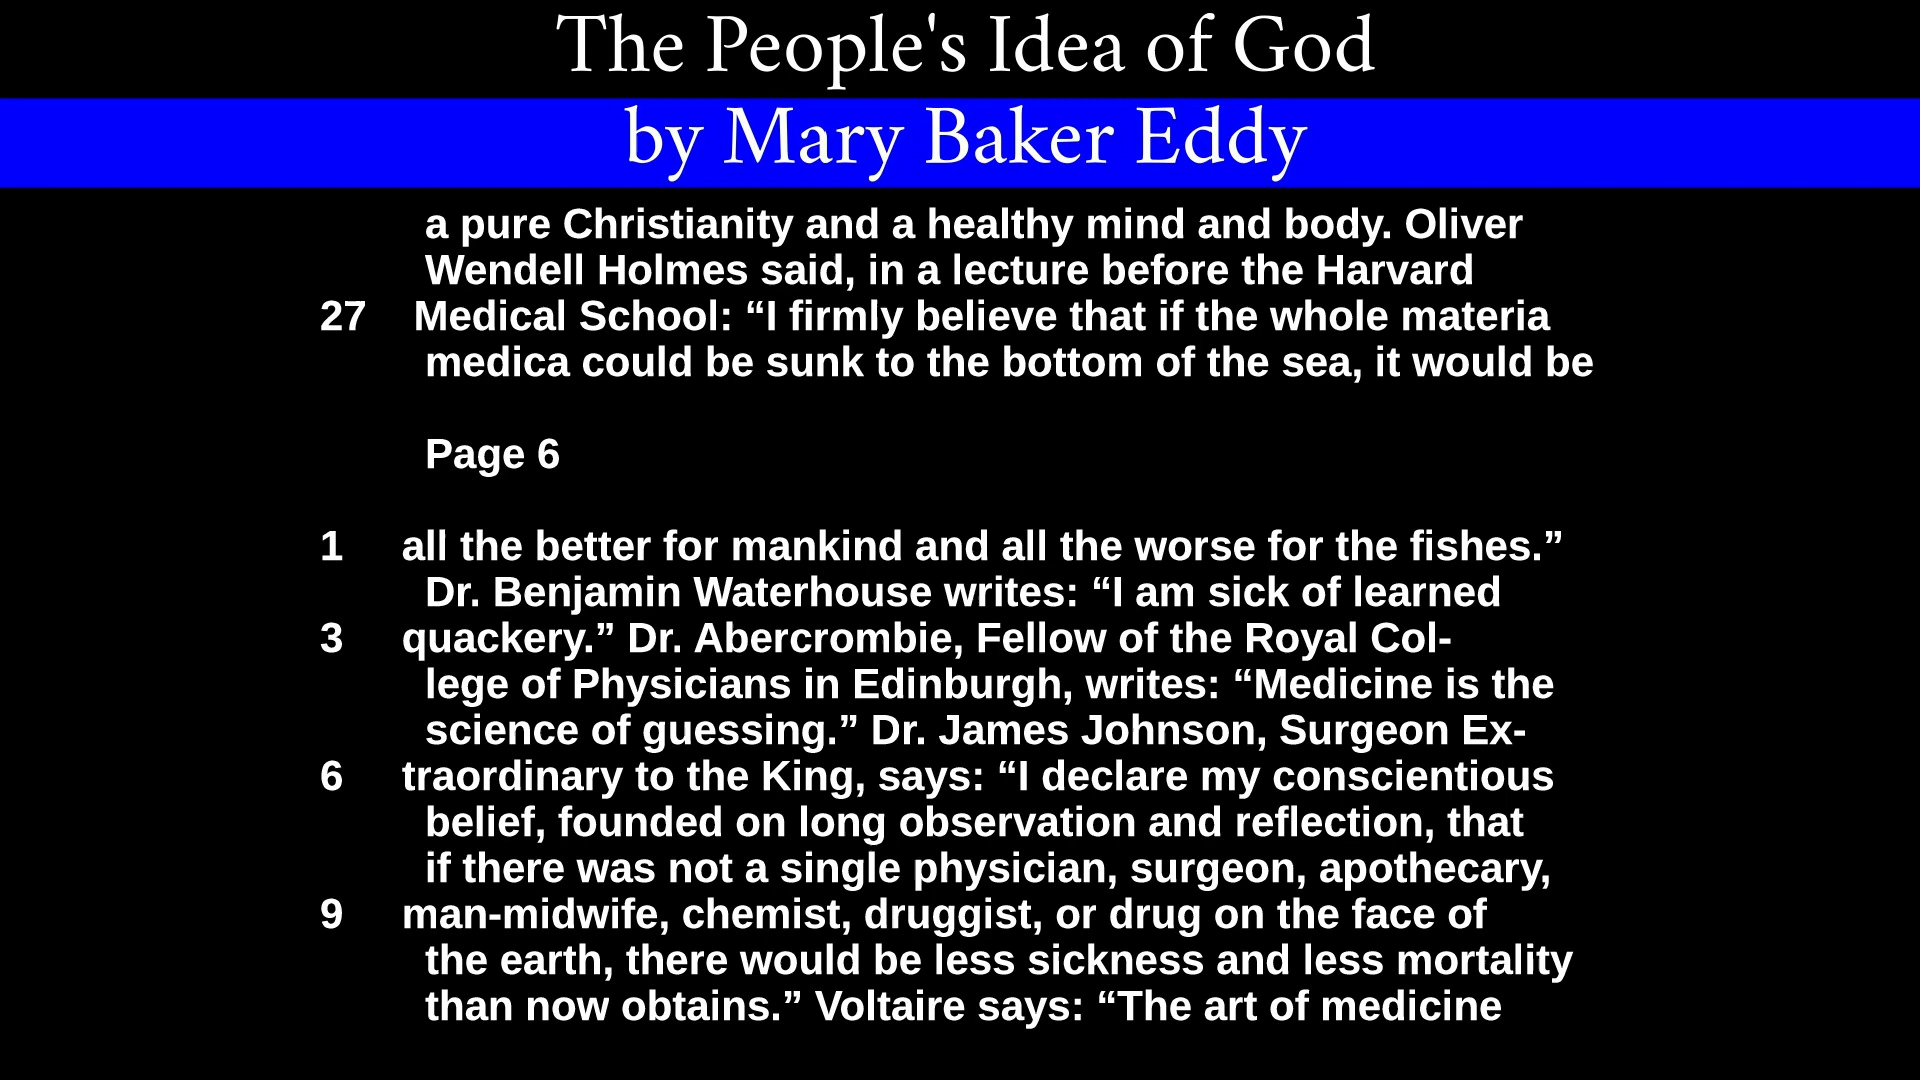 The People's Idea of God
by Mary Baker Eddy
a pure Christianity and a healthy mind and body. Oliver
Wendell Holmes said, in a lecture before the Harvard
27 Medical School: “I firmly believe that if the whole materia
medica could be sunk to the bottom of the sea, it would be
Page 6
1 all the better for mankind and all the worse for the fishes.”
Dr. Benjamin Waterhouse writes: “I am sick of learned
3 quackery.” Dr. Abercrombie, Fellow of the Royal Col-
lege of Physicians in Edinburgh, writes: “Medicine is the
science of guessing.” Dr. James Johnson, Surgeon Ex-
6 traordinary to the King, says: “I declare my conscientious
belief, founded on long observation and reflection, that
if there was not a single physician, surgeon, apothecary,
9 man-midwife, chemist, druggist, or drug on the face of
the earth, there would be less sickness and less mortality
than now obtains.” Voltaire says: “The art of medicine